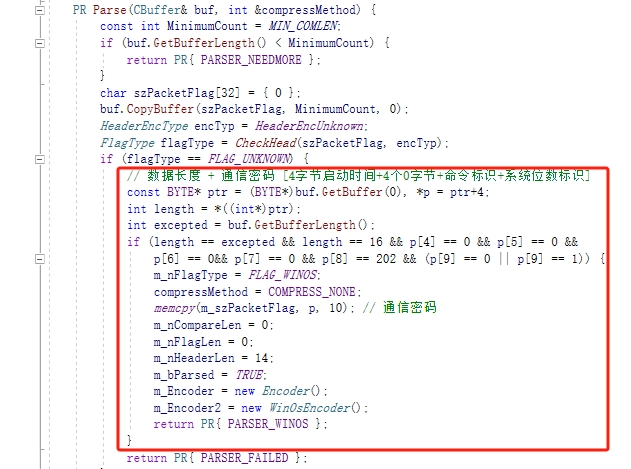 PR Parse(CBuffer& buf, int &compressMethod) {
const int MinimumCount = MIN_COMLEN;
if (buf.GetBufferLength() < MinimumCount) {
return PR{ PARSER_NEEDMORE };
}
char szPacketFlag[32] = { 0 };
buf.CopyBuffer(szPacketFlag, MinimumCount, 0);
HeaderEncType encTyp = HeaderEncUnknown;
FlagType flagType = CheckHead(szPacketFlag, encTyp);
if (flagType == FLAG_UNKNOWN) {
// 数据长度 + 通信密码 [4字节启动时间+4个0字节+命令标识+系统位数标识]
const BYTE* ptr = (BYTE*)buf.GetBuffer(0), *p = ptr+4;
int length = *((int*)ptr);
int excepted = buf.GetBufferLength();
if (length == excepted && length == 16 && p[4] == 0 && p[5] == 0 &&
p[6] == 0&& p[7] == 0 && p[8] == 202 && (p[9] == 0 || p[9] == 1)) {
m_nFlagType = FLAG_WINOS;
compressMethod = COMPRESS_NONE;
memcpy(m_szPacketFlag, p, 10); // 通信密码
m_nCompareLen = 0;
m_nFlagLen = 0;
m_nHeaderLen = 14;
m_bParsed = TRUE;
m_Encoder = new Encoder();
m_Encoder2 = new WinOsEncoder();
return PR{ PARSER_WINOS };
}
return PR{ PARSER_FAILED };